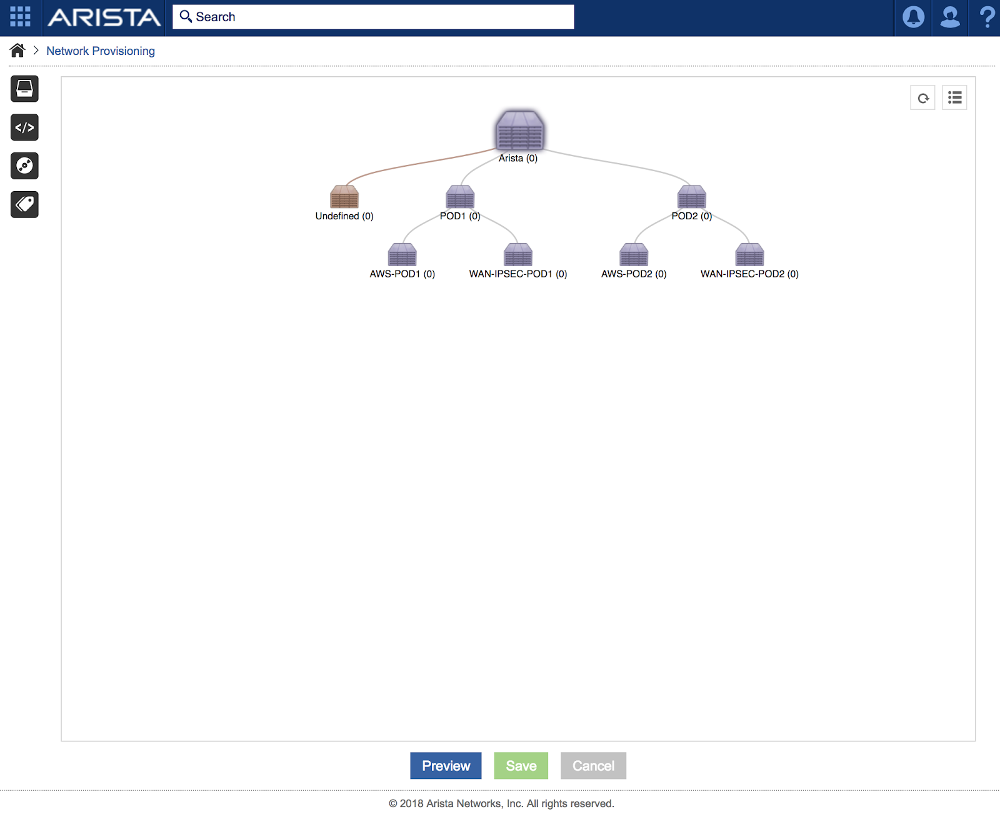 ARISTA
Search
Network Provisioning
Arista (0)
Undefined (0)
POD1 (0)
POD2 (0)
AWS-POD1 (0)
WAN-IPSEC-POD1 (0)
AWS-POD2 (0)
WAN-IPSEC-POD2 (0)
Preview
Save
Cancel
© 2018 Arista Networks, Inc. All rights reserved.